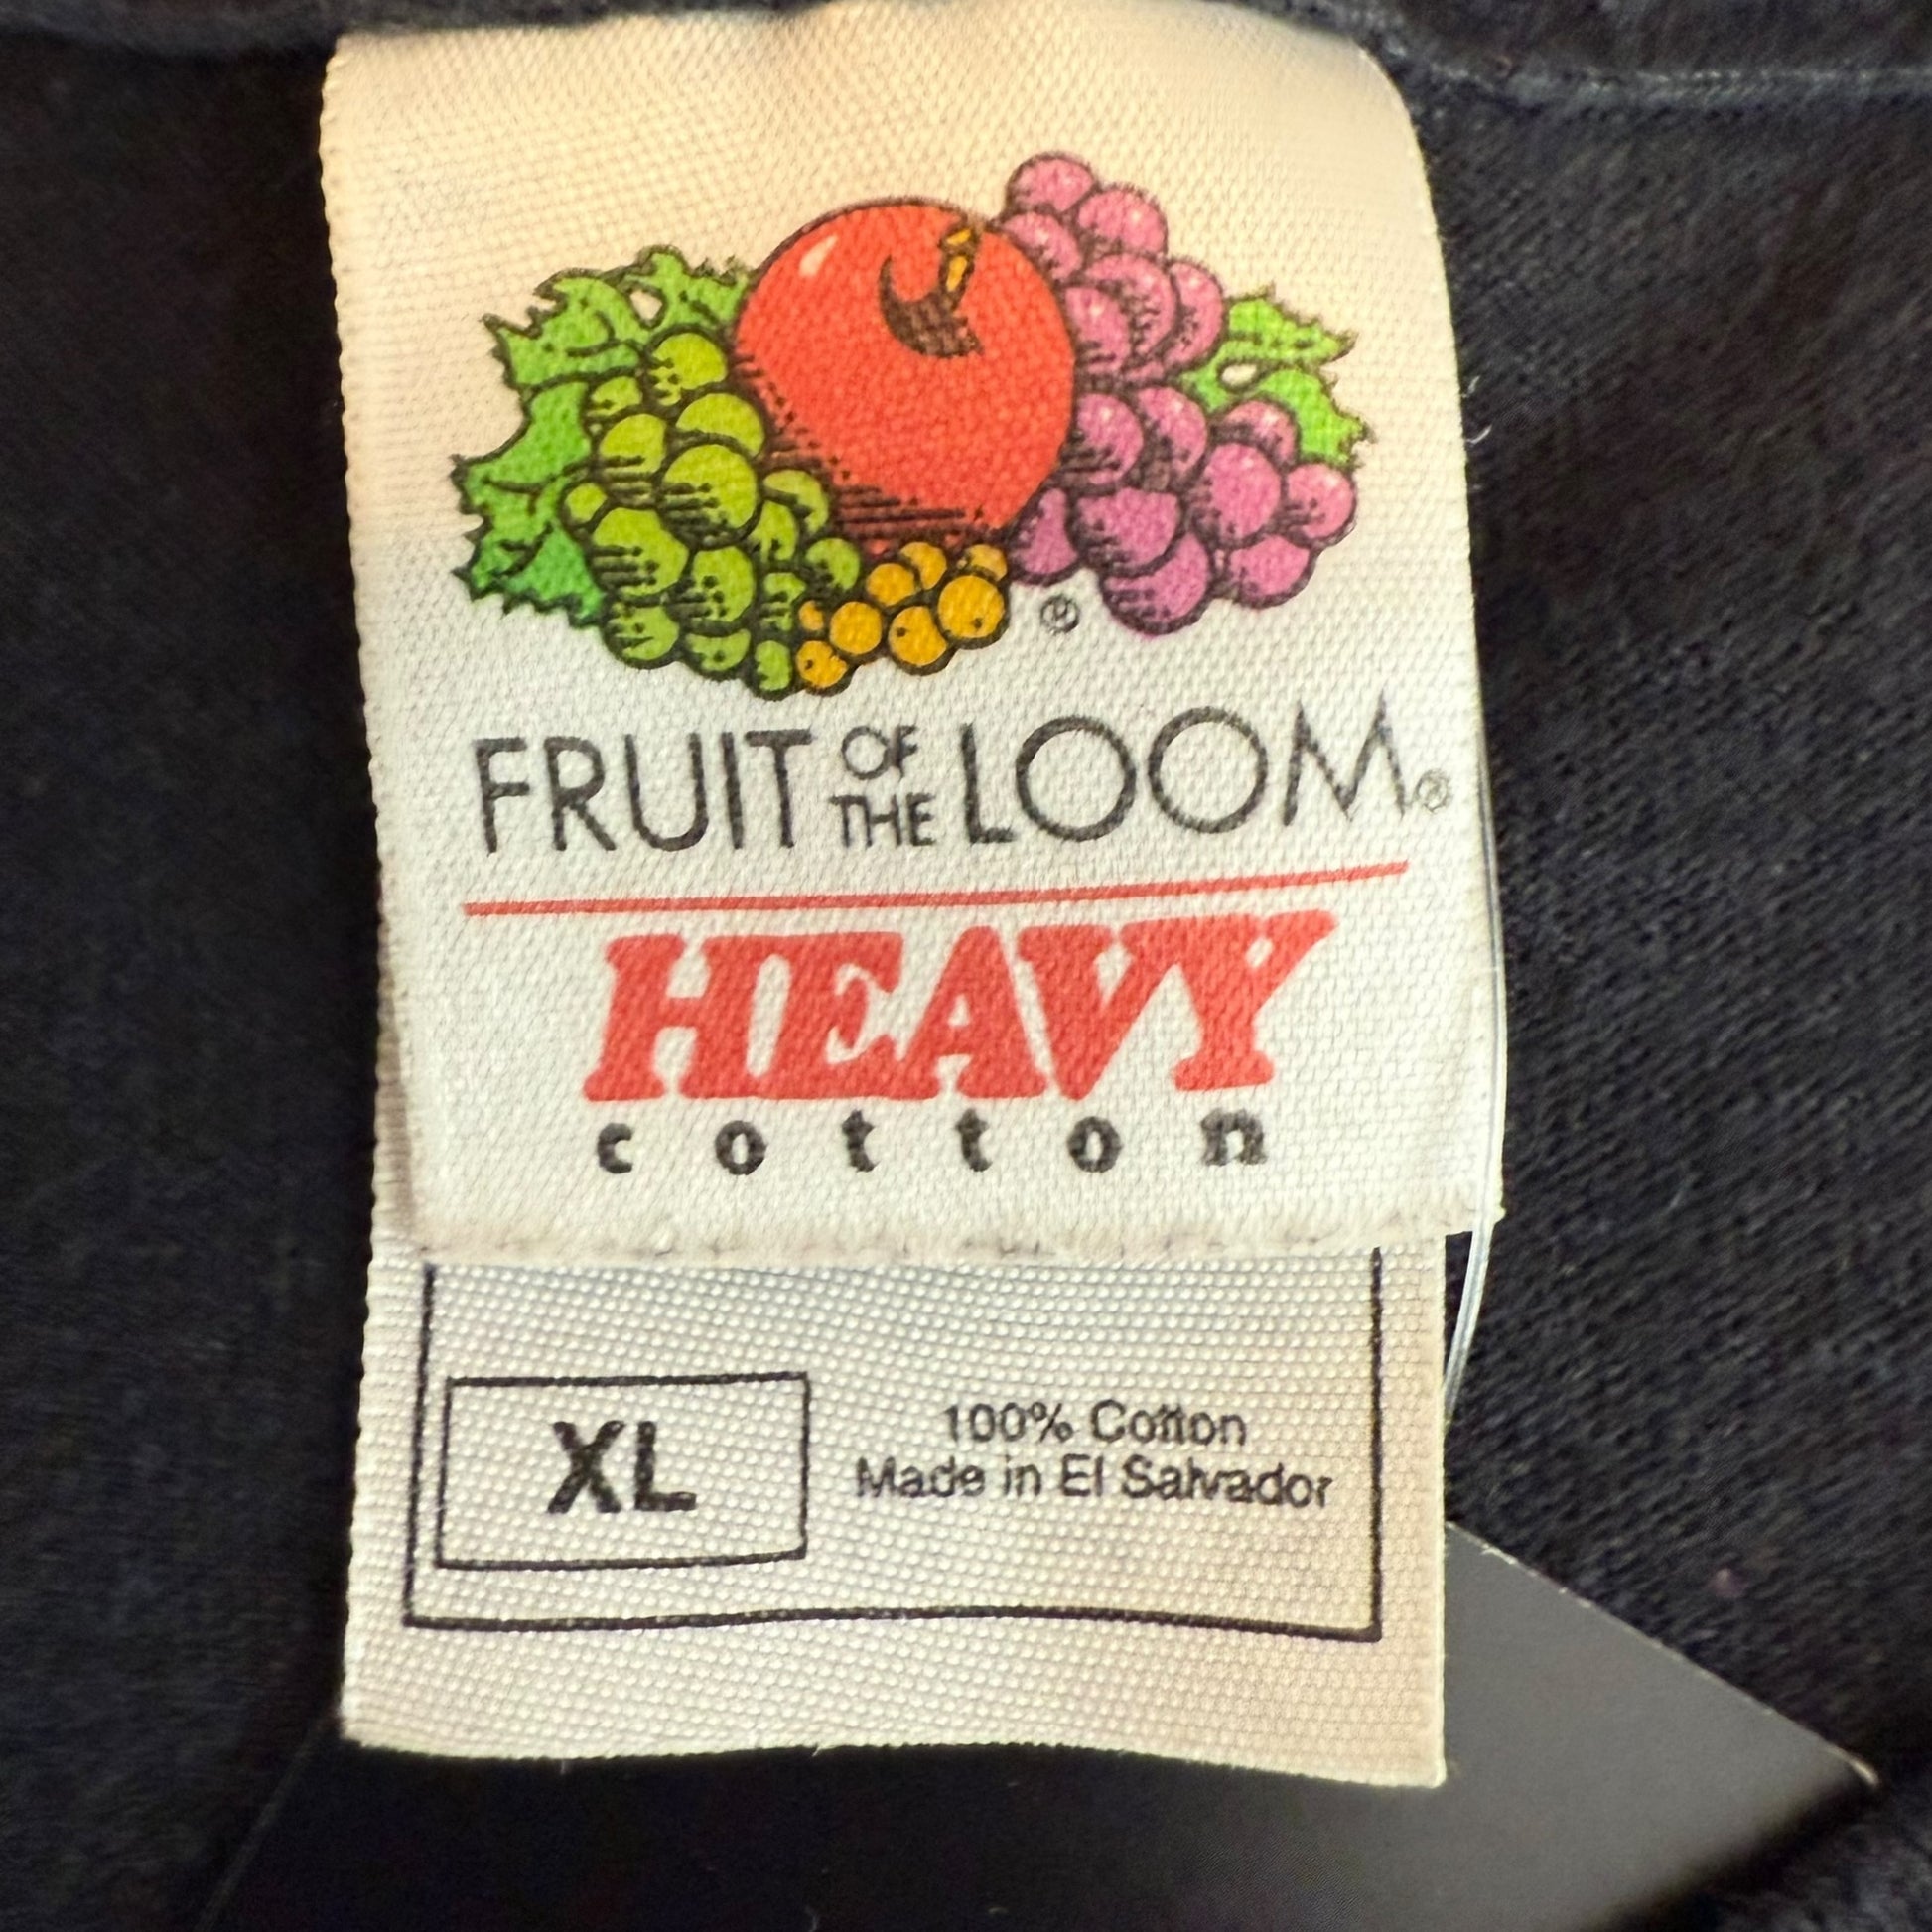 ®
FRUIT OF THE LOOM®
HEAVY
cotton
XL
100% Cotton
Made in El Salvador